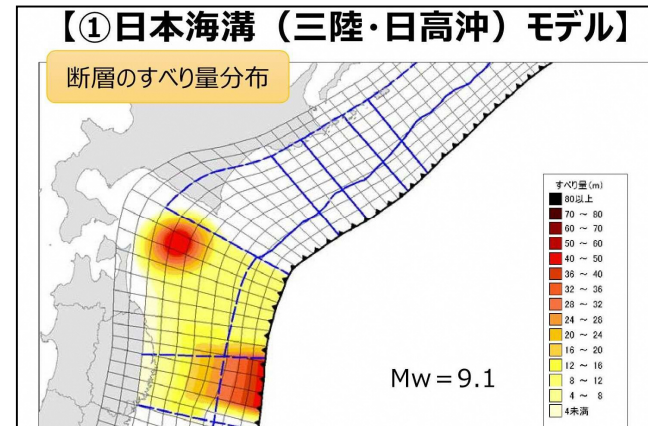 【①日本海溝（三陸・日高沖）モデル】
断層のすべり量分布
すべり量(m)
80以上
70 ～ 80
60 ～ 70
50 ～ 60
40 ～ 50
36 ～ 40
32 ～ 36
28 ～ 32
24 ～ 28
20 ～ 24
16 ～ 20
12 ～ 16
8 ～ 12
4 ～ 8
4未満
Mw＝9.1